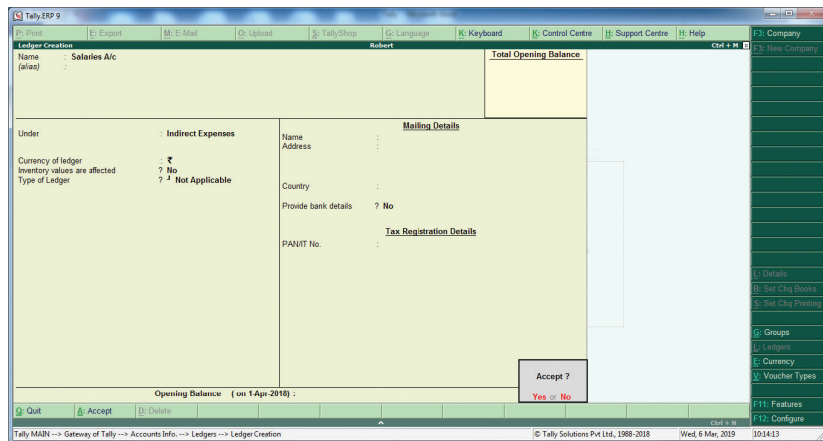 Tally.ERP 9
P: Print E: Export M: E-Mail O: Upload S: TallyShop G: Language K: Keyboard K: Control Centre H: Support Centre H: Help
F3: Company
F3: New Company
Ledger Creation Robert Ctrl + M
Name : Salaries A/c
(alias) :
Total Opening Balance
Under : Indirect Expenses
Currency of ledger : ₹
Inventory values are affected ? No
Type of Ledger ? ┘ Not Applicable
Mailing Details
Name :
Address :
Country :
Provide bank details ? No
Tax Registration Details
PAN/IT No. :
L: Details
B: Set Chq Books
S: Set Chq Printing
G: Groups
L: Ledgers
E: Currency
V: Voucher Types
F11: Features
F12: Configure
Opening Balance ( on 1-Apr-2018) :
Accept ?
Yes or No
Q: Quit A: Accept D: Delete
Ctrl + N
Tally MAIN --> Gateway of Tally --> Accounts Info. --> Ledgers --> Ledger Creation © Tally Solutions Pvt Ltd., 1988-2018 Wed, 6 Mar, 2019 10:14:13